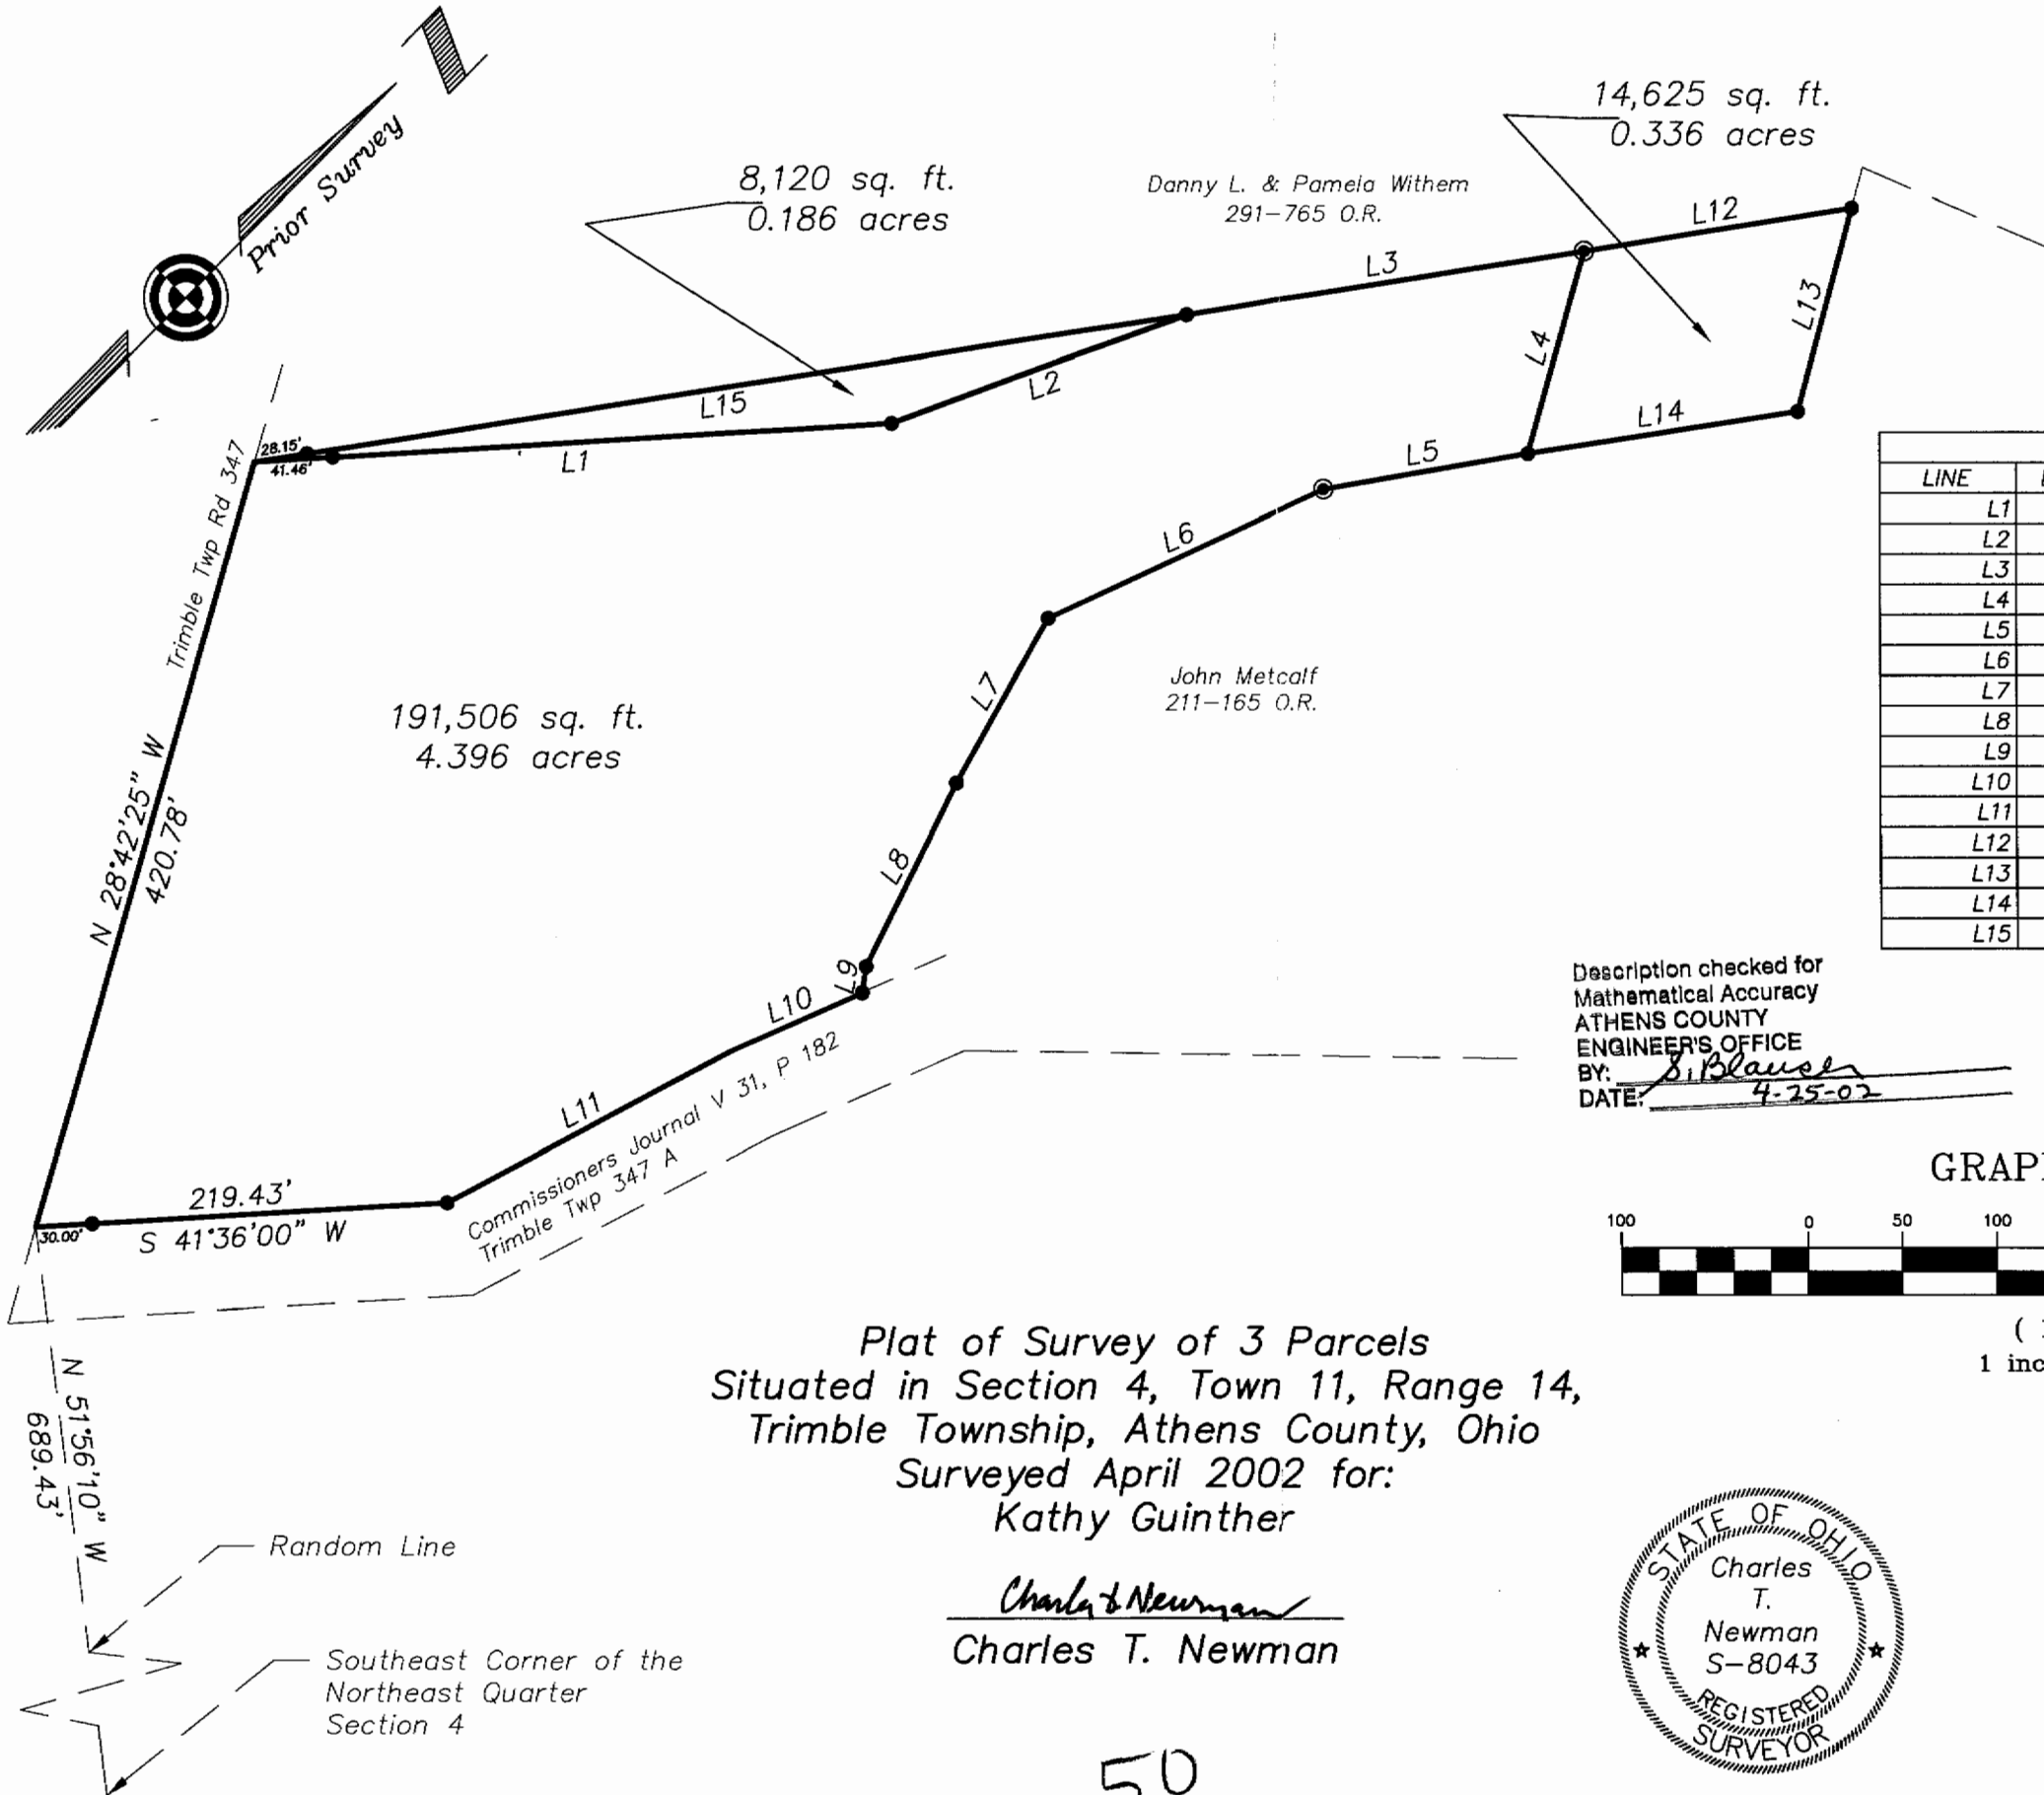 Prior Survey
8,120 sq. ft.
0.186 acres
Danny L. & Pamela Withem
291-765 O.R.
14,625 sq. ft.
0.336 acres
L12
L3
L13
L4
L15
L2
L14
28.15'
41.46'
L1
L5
L6
Trimble Twp Rd 347
N 28°42'25" W
420.78'
191,506 sq. ft.
4.396 acres
John Metcalf
211-165 O.R.
L7
L8
L9
L10
L11
Commissioners Journal V 31, P 182
Trimble Twp 347 A
219.43'
S 41°36'00" W
30.00'
N 51°56'10" W
689.43'
Random Line
Southeast Corner of the
Northeast Quarter
Section 4
LINE
L1
L2
L3
L4
L5
L6
L7
L8
L9
L10
L11
L12
L13
L14
L15
Description checked for
Mathematical Accuracy
ATHENS COUNTY
ENGINEER'S OFFICE
BY: S. Blauser
DATE: 4-25-02
GRAP
100 0 50 100
(
1 inc
Plat of Survey of 3 Parcels
Situated in Section 4, Town 11, Range 14,
Trimble Township, Athens County, Ohio
Surveyed April 2002 for:
Kathy Guinther
Charles T. Newman
Charles T. Newman
STATE OF OHIO
Charles
T.
Newman
S-8043
REGISTERED
SURVEYOR
50